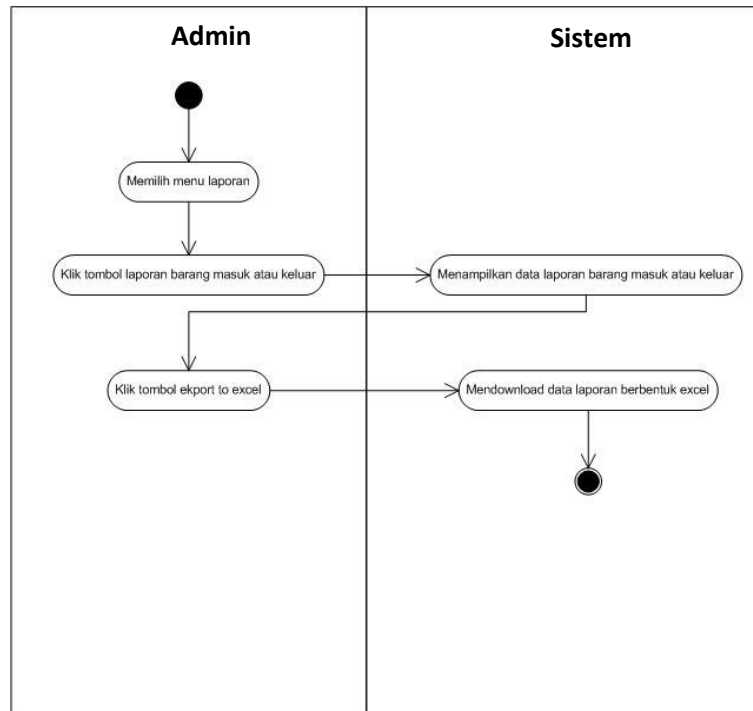 Admin
Sistem
Memilih menu laporan
Klik tombol laporan barang masuk atau keluar
Menampilkan data laporan barang masuk atau keluar
Klik tombol ekport to excel
Mendownload data laporan berbentuk excel